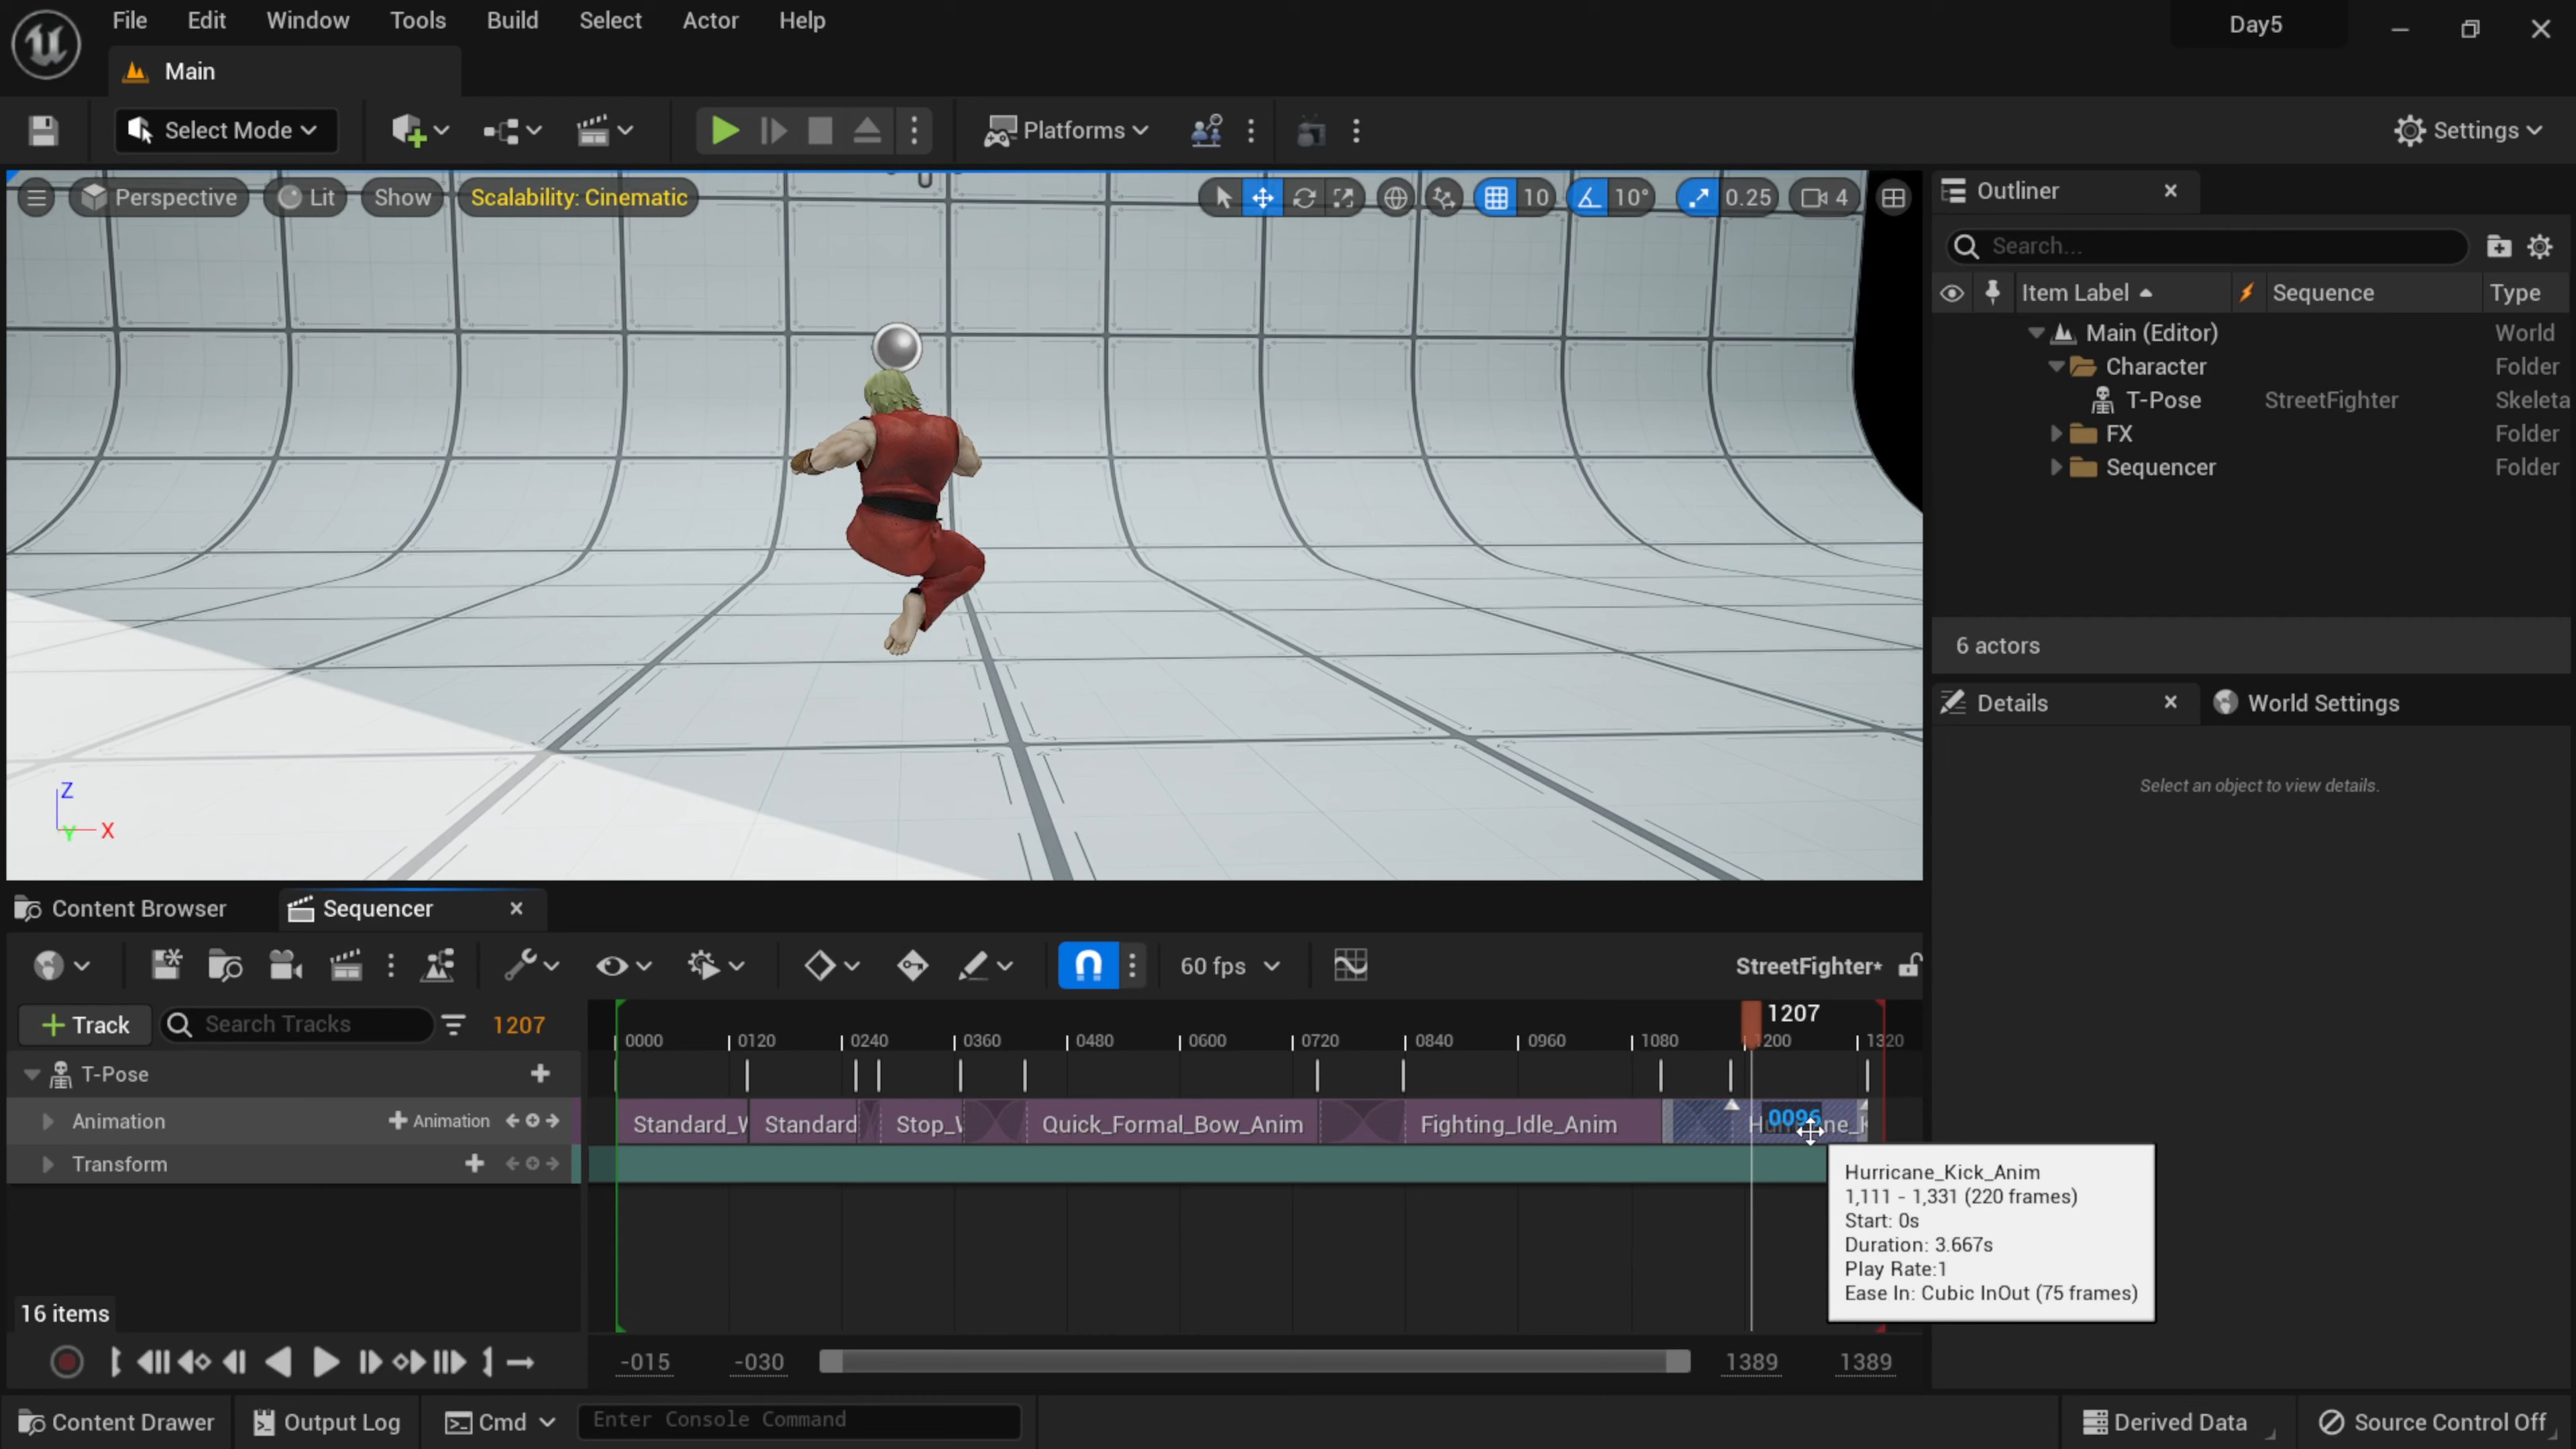 File Edit Window Tools Build Select Actor Help
Day5
Main
Select Mode
Platforms
Settings
Perspective Lit Show Scalability: Cinematic
10 10° 0.25 4
Outliner
Search...
Item Label Sequence Type
Main (Editor) World
Character Folder
T-Pose StreetFighter Skeleta
FX Folder
Sequencer Folder
6 actors
Details World Settings
Select an object to view details.
Z
Y X
Content Browser Sequencer
60 fps StreetFighter*
Track Search Tracks 1207
1207
0000 0120 0240 0360 0480 0600 0720 0840 0960 1080 1200 1320
T-Pose
Animation Animation
Standard_W Standard Stop_W Quick_Formal_Bow_Anim Fighting_Idle_Anim 0096
Transform
Hurricane_Kick_Anim
1,111 - 1,331 (220 frames)
Start: 0s
Duration: 3.667s
Play Rate:1
Ease In: Cubic InOut (75 frames)
16 items
-015 -030 1389 1389
Content Drawer Output Log Cmd Enter Console Command Derived Data Source Control Off